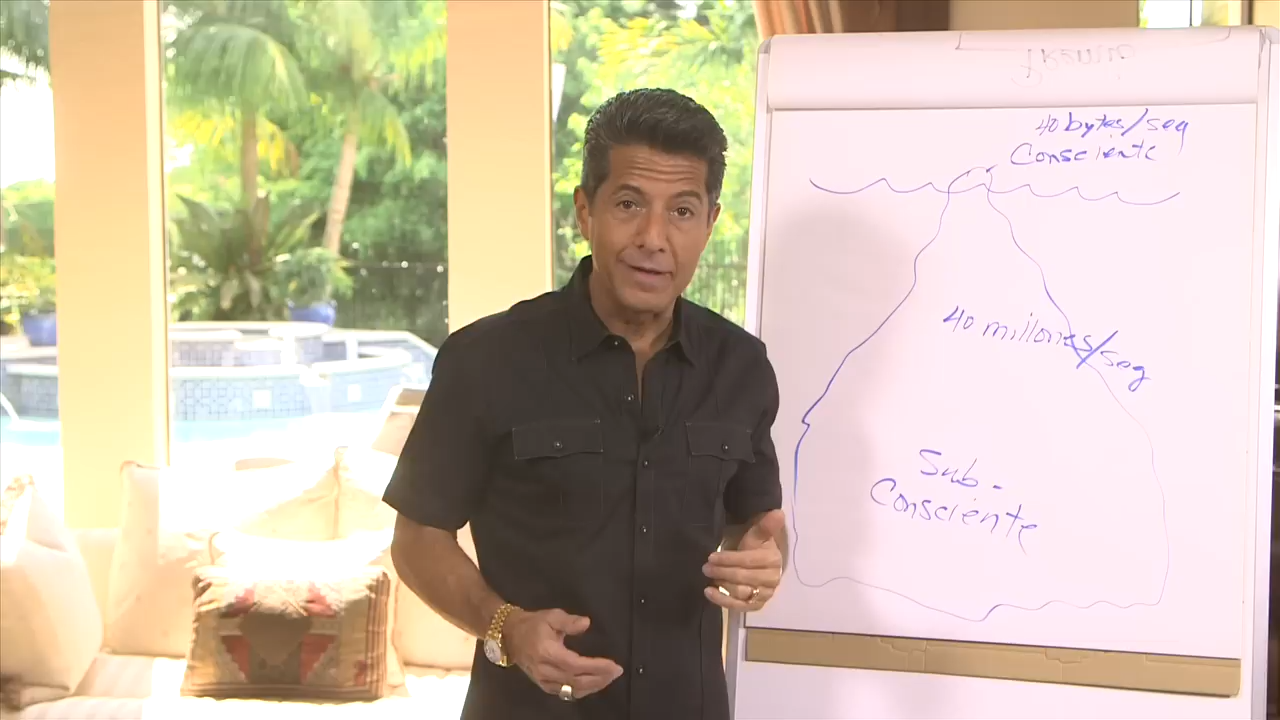 40 bytes/seg
Consciente
40 millones/seg
Sub-
Consciente